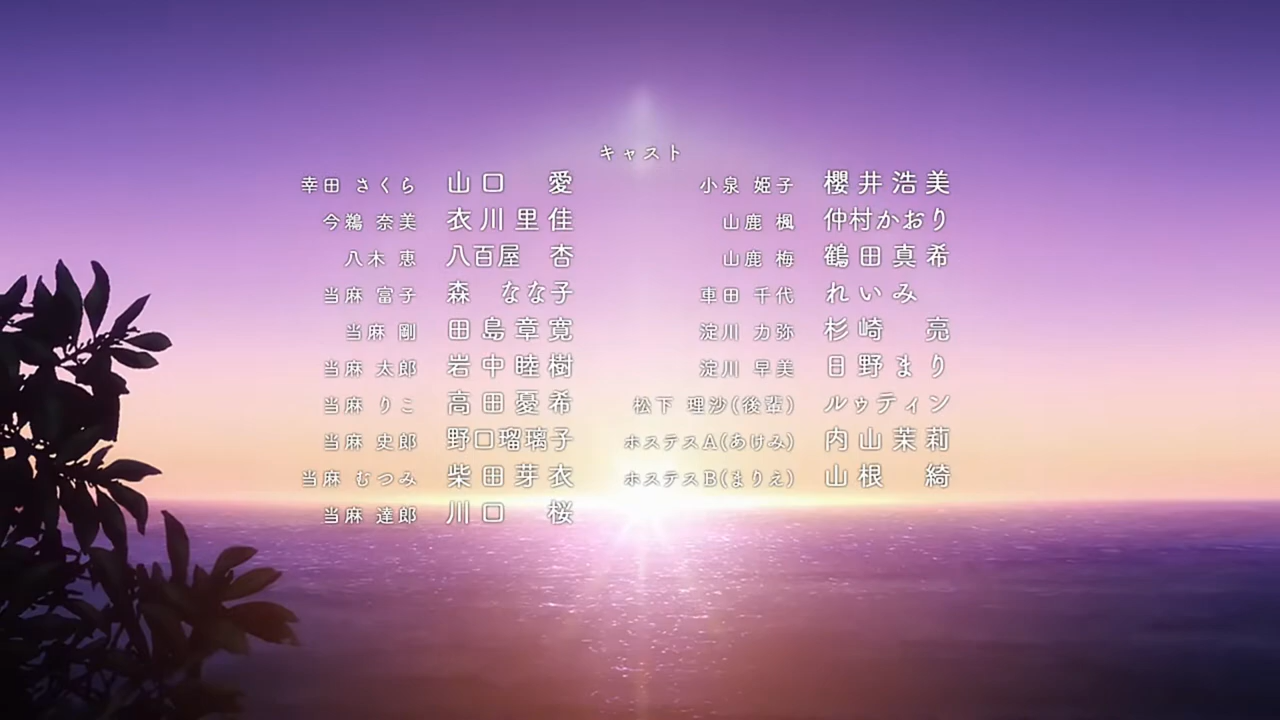 キャスト
幸田 さくら 山口 愛
今鵜 奈美 衣川里佳
八木 恵 八百屋 杏
当麻 富子 森 なな子
当麻 剛 田島章寛
当麻 太郎 岩中睦樹
当麻 りこ 高田憂希
当麻 史郎 野口瑠璃子
当麻 むつみ 柴田芽衣
当麻 達郎 川口 桜
小泉 姫子 櫻井浩美
山鹿 楓 仲村かおり
山鹿 梅 鶴田真希
車田 千代 れいみ
淀川 力弥 杉崎 亮
淀川 早美 日野まり
松下 理沙(後輩) ルゥティン
ホステスA(あけみ) 内山茉莉
ホステスB(まりえ) 山根 綺